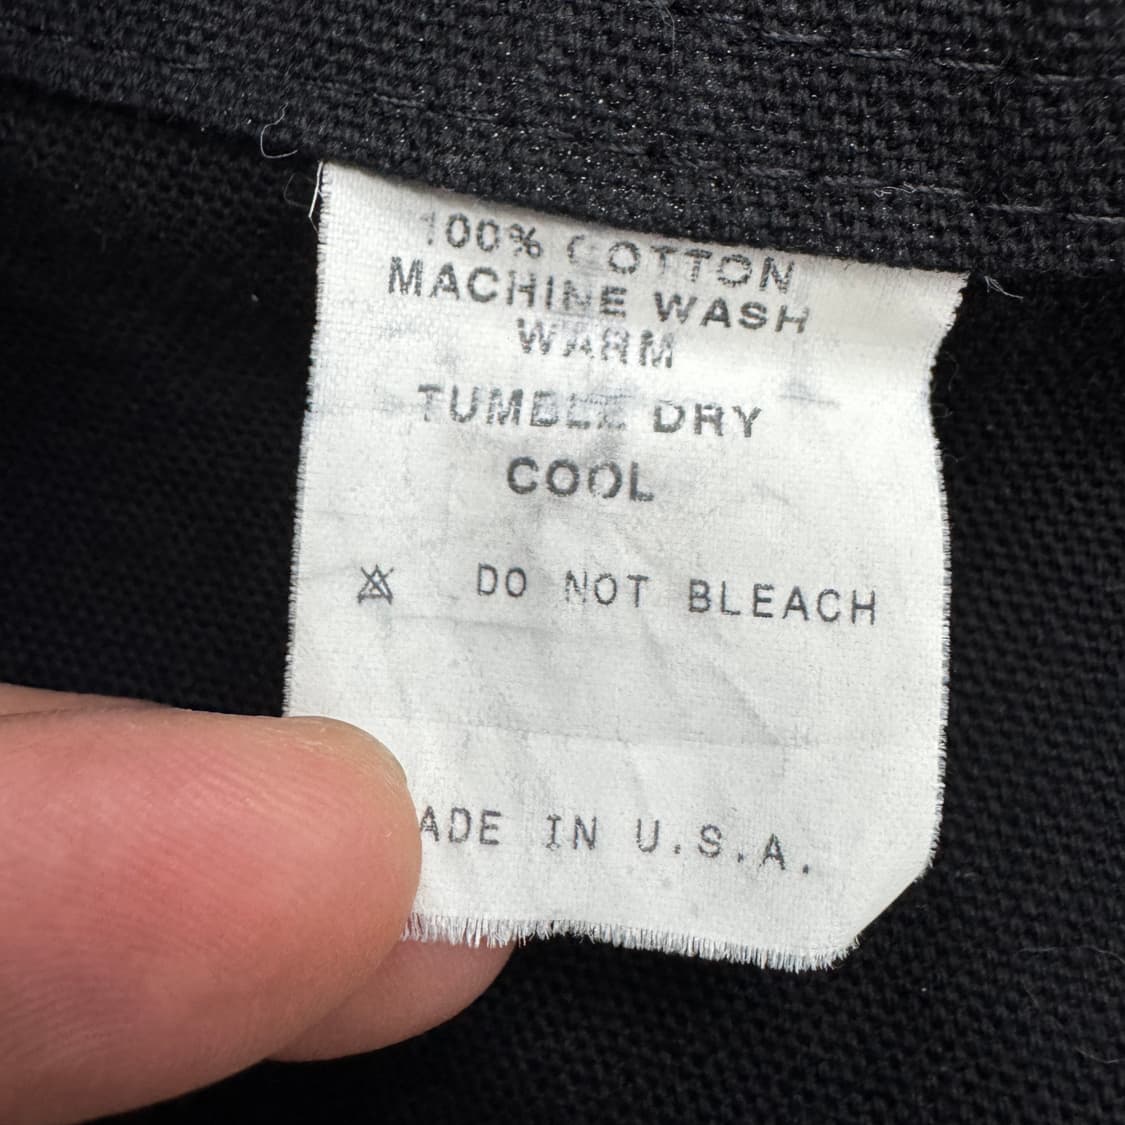 100% COTTON
MACHINE WASH
WARM
TUMBLE DRY
COOL
DO NOT BLEACH
ADE IN U.S.A.